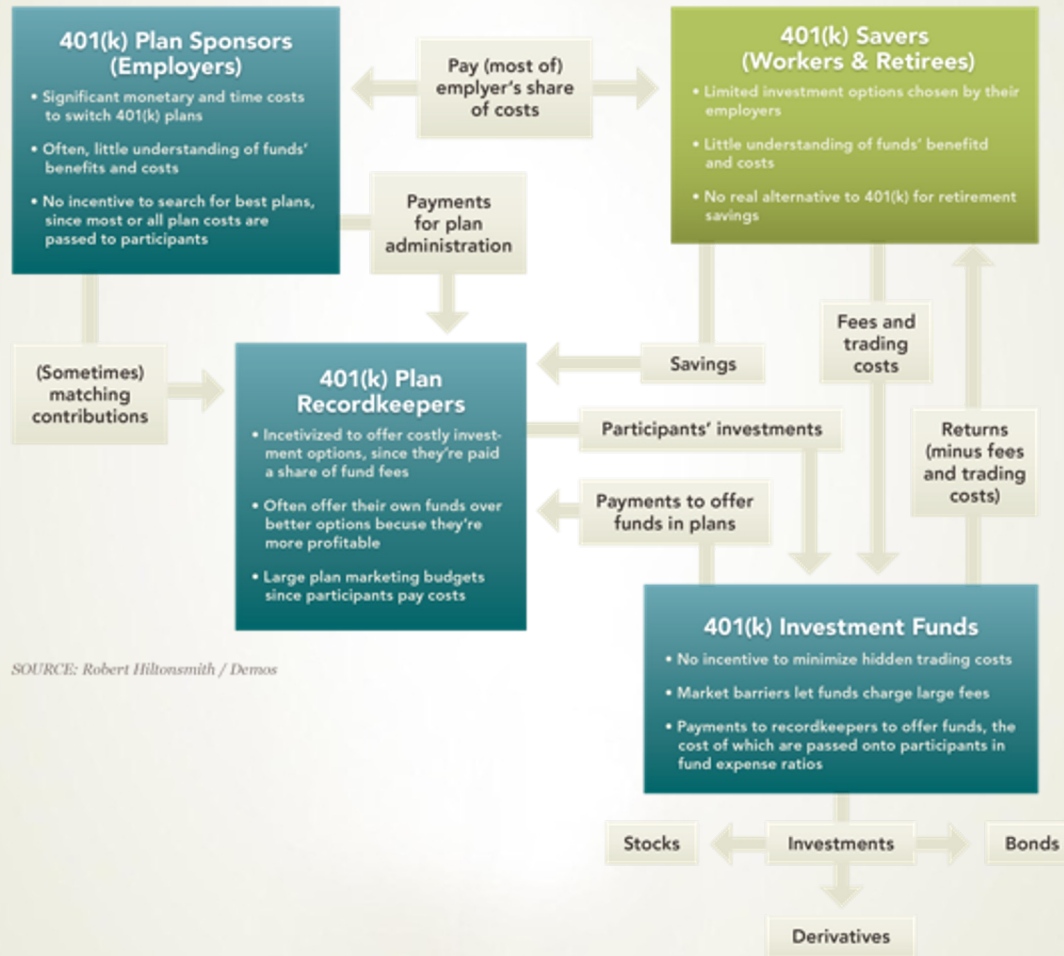 401(k) Plan Sponsors
(Employers)
• Significant monetary and time costs
to switch 401(k) plans
• Often, little understanding of funds'
benefits and costs
• No incentive to search for best plans,
since most or all plan costs are
passed to participants
Pay (most of)
emplyer's share
of costs
401(k) Savers
(Workers & Retirees)
• Limited investment options chosen by their
employers
• Little understanding of funds' benefitd
and costs
• No real alternative to 401(k) for retirement
savings
Payments
for plan
administration
(Sometimes)
matching
contributions
401(k) Plan
Recordkeepers
• Incetivized to offer costly invest-
ment options, since they're paid
a share of fund fees
• Often offer their own funds over
better options becuse they're
more profitable
• Large plan marketing budgets
since participants pay costs
Savings
Fees and
trading
costs
Participants' investments
Returns
(minus fees
and trading
costs)
Payments to offer
funds in plans
401(k) Investment Funds
• No incentive to minimize hidden trading costs
• Market barriers let funds charge large fees
• Payments to recordkeepers to offer funds, the
cost of which are passed onto participants in
fund expense ratios
SOURCE: Robert Hiltonsmith / Demos
Stocks
Investments
Bonds
Derivatives